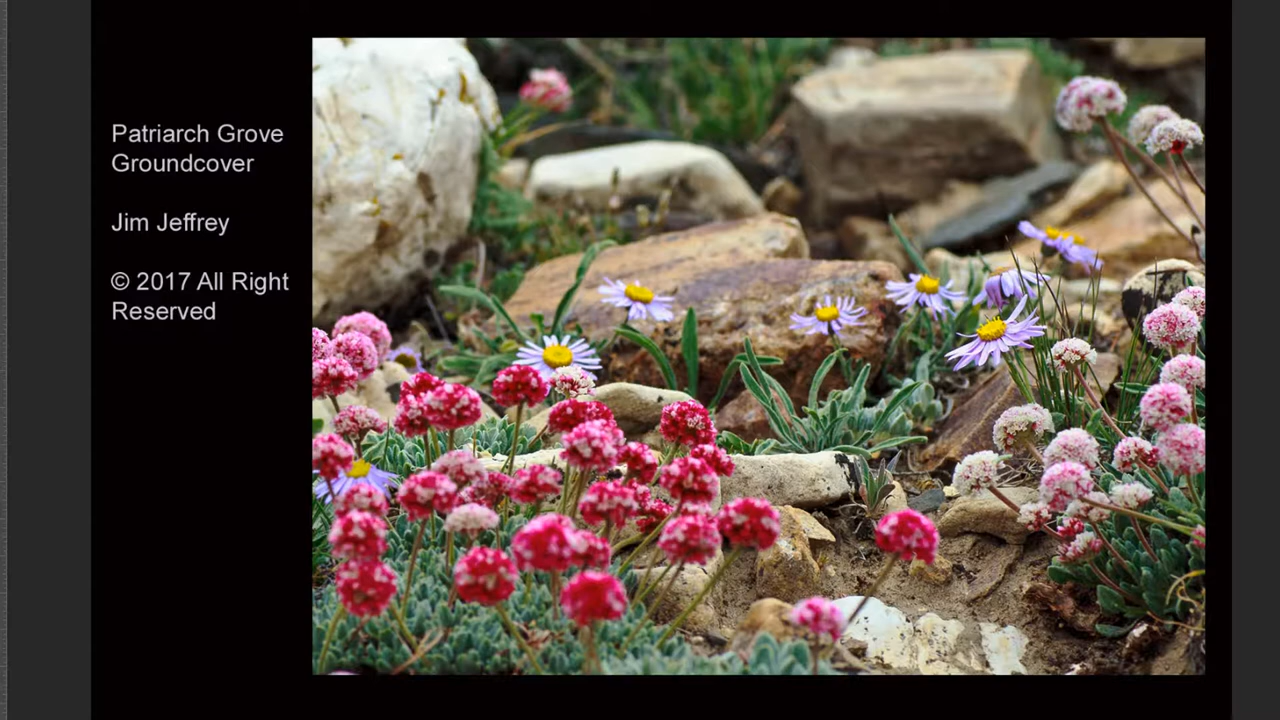 Patriarch Grove
Groundcover
Jim Jeffrey
© 2017 All Right
Reserved